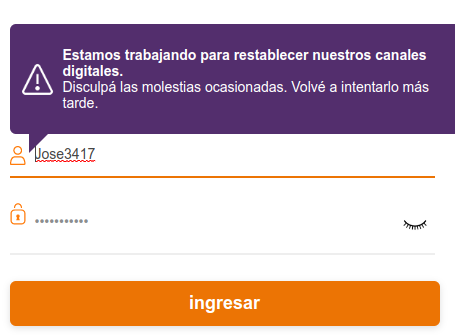 Estamos trabajando para restablecer nuestros canales
digitales.
Disculpá las molestias ocasionadas. Volvé a intentarlo más
tarde.
Jose3417
•••••••••••
ingresar